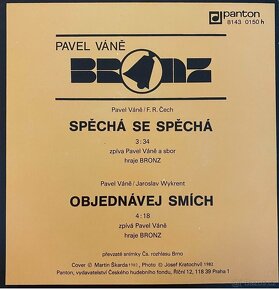 panton
8143 0150 h
PAVEL VÁNĚ
BRONZ
Pavel Váně/F. R. Čech
SPĚCHÁ SE SPĚCHÁ
3:34
zpívá Pavel Váně a sbor
hraje BRONZ
Pavel Váně/Jaroslav Wykrent
OBJEDNÁVEJ SMÍCH
4:18
zpívá Pavel Váně
hraje BRONZ
převzaté snímky Čs. rozhlasu Brno
Cover © Martin Škarda 1983, Photo © Josef Kratochvíl 1983
Panton, vydavatelství Českého hudebního fondu, Říční 12, 118 39 Praha 1